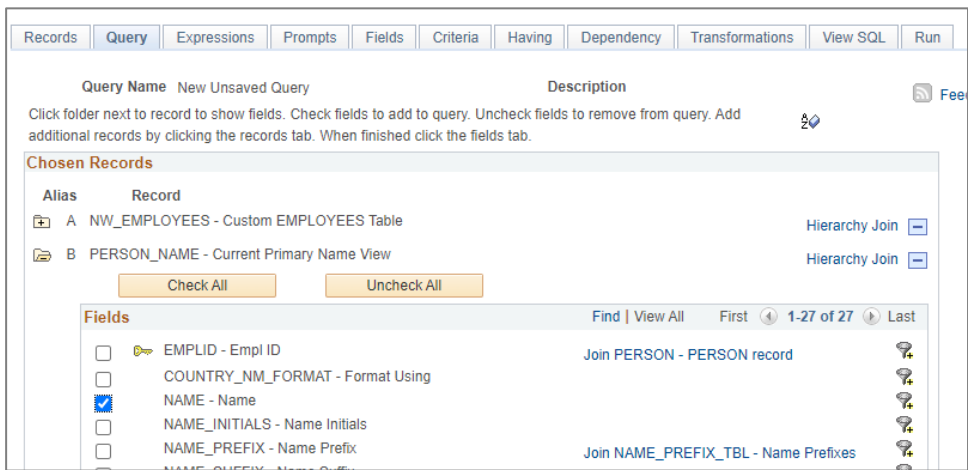 Records Query Expressions Prompts Fields Criteria Having Dependency Transformations View SQL Run
Query Name New Unsaved Query Description
Feed
Click folder next to record to show fields. Check fields to add to query. Uncheck fields to remove from query. Add
additional records by clicking the records tab. When finished click the fields tab.
Chosen Records
Alias Record
A NW_EMPLOYEES - Custom EMPLOYEES Table Hierarchy Join
B PERSON_NAME - Current Primary Name View Hierarchy Join
Check All Uncheck All
Fields Find | View All First 1-27 of 27 Last
EMPLID - Empl ID Join PERSON - PERSON record
COUNTRY_NM_FORMAT - Format Using
NAME - Name
NAME_INITIALS - Name Initials
NAME_PREFIX - Name Prefix Join NAME_PREFIX_TBL - Name Prefixes